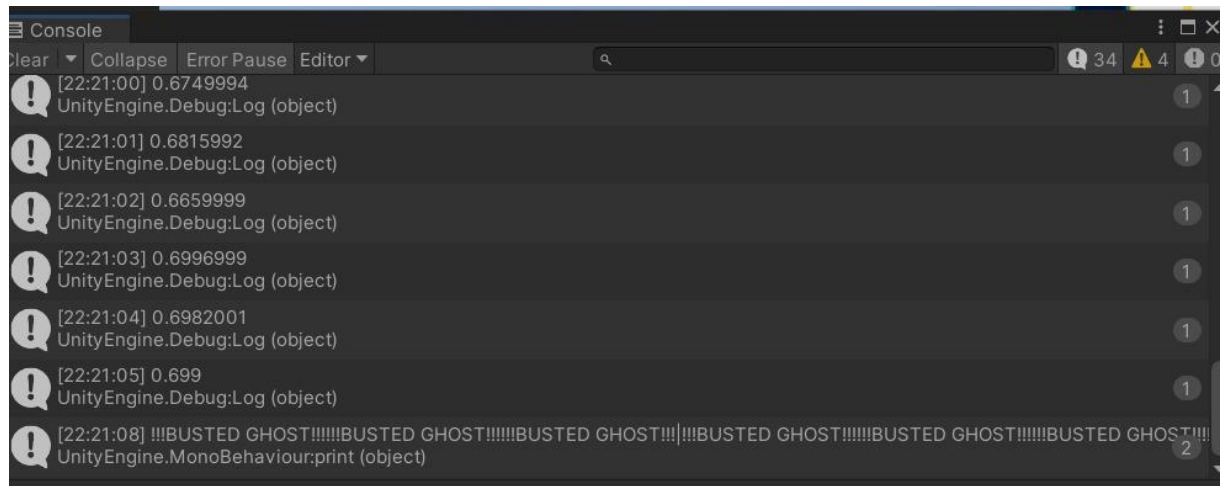 Console
Clear Collapse Error Pause Editor 34 4 0
[22:21:00] 0.6749994
UnityEngine.Debug:Log (object)
1
[22:21:01] 0.6815992
UnityEngine.Debug:Log (object)
1
[22:21:02] 0.6659999
UnityEngine.Debug:Log (object)
1
[22:21:03] 0.6996999
UnityEngine.Debug:Log (object)
1
[22:21:04] 0.6982001
UnityEngine.Debug:Log (object)
1
[22:21:05] 0.699
UnityEngine.Debug:Log (object)
1
[22:21:08] !!!BUSTED GHOST!!!!!!BUSTED GHOST!!!!!!BUSTED GHOST!!!|!!!BUSTED GHOST!!!!!!BUSTED GHOST!!!!!!BUSTED GHOST!!!!
UnityEngine.MonoBehaviour:print (object)
2